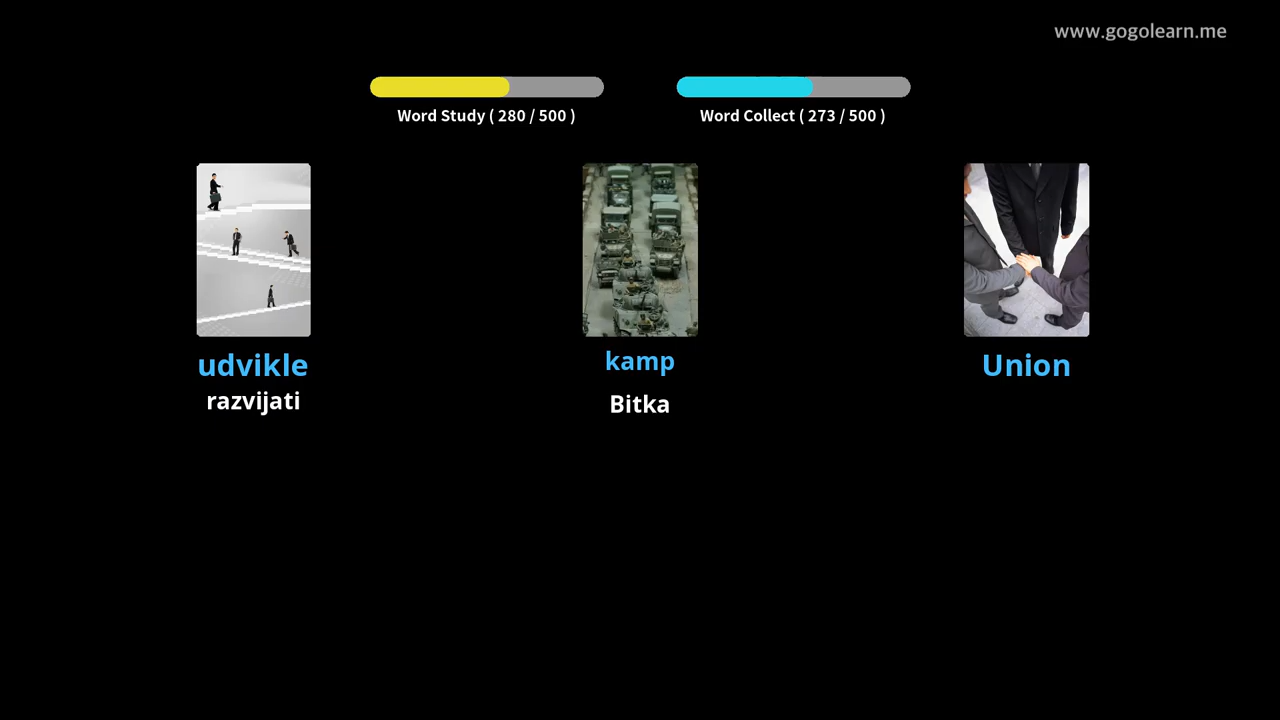 www.gogolearn.me
Word Study ( 280 / 500 )
Word Collect ( 273 / 500 )
udvikle
razvijati
kamp
Bitka
Union